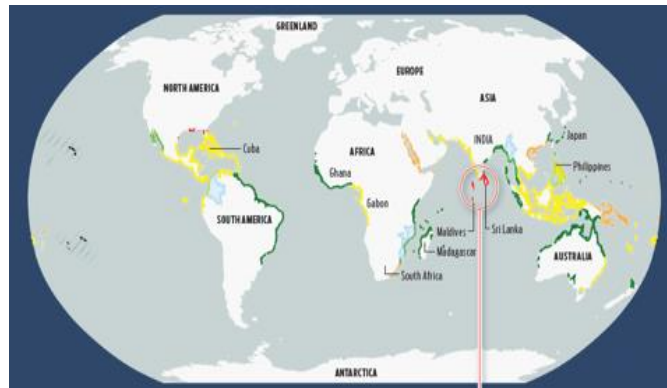 GREENLAND
NORTH AMERICA
EUROPE
ASIA
Cuba
AFRICA
INDIA
Japan
Philippines
Ghana
Gabon
SOUTH AMERICA
Maldives
Sri Lanka
Madagascar
AUSTRALIA
South Africa
ANTARCTICA